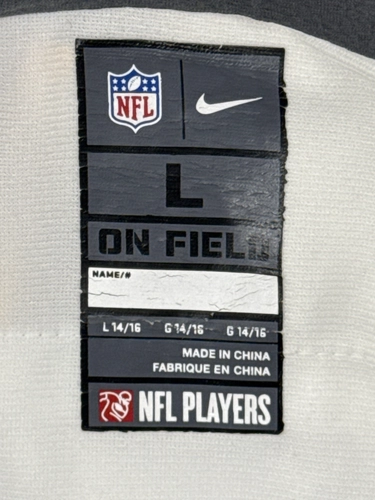 NFL
L
ON FIELD
NAME/#
L 14/16 G 14/16 G 14/16
MADE IN CHINA
FABRIQUE EN CHINA
NFL PLAYERS